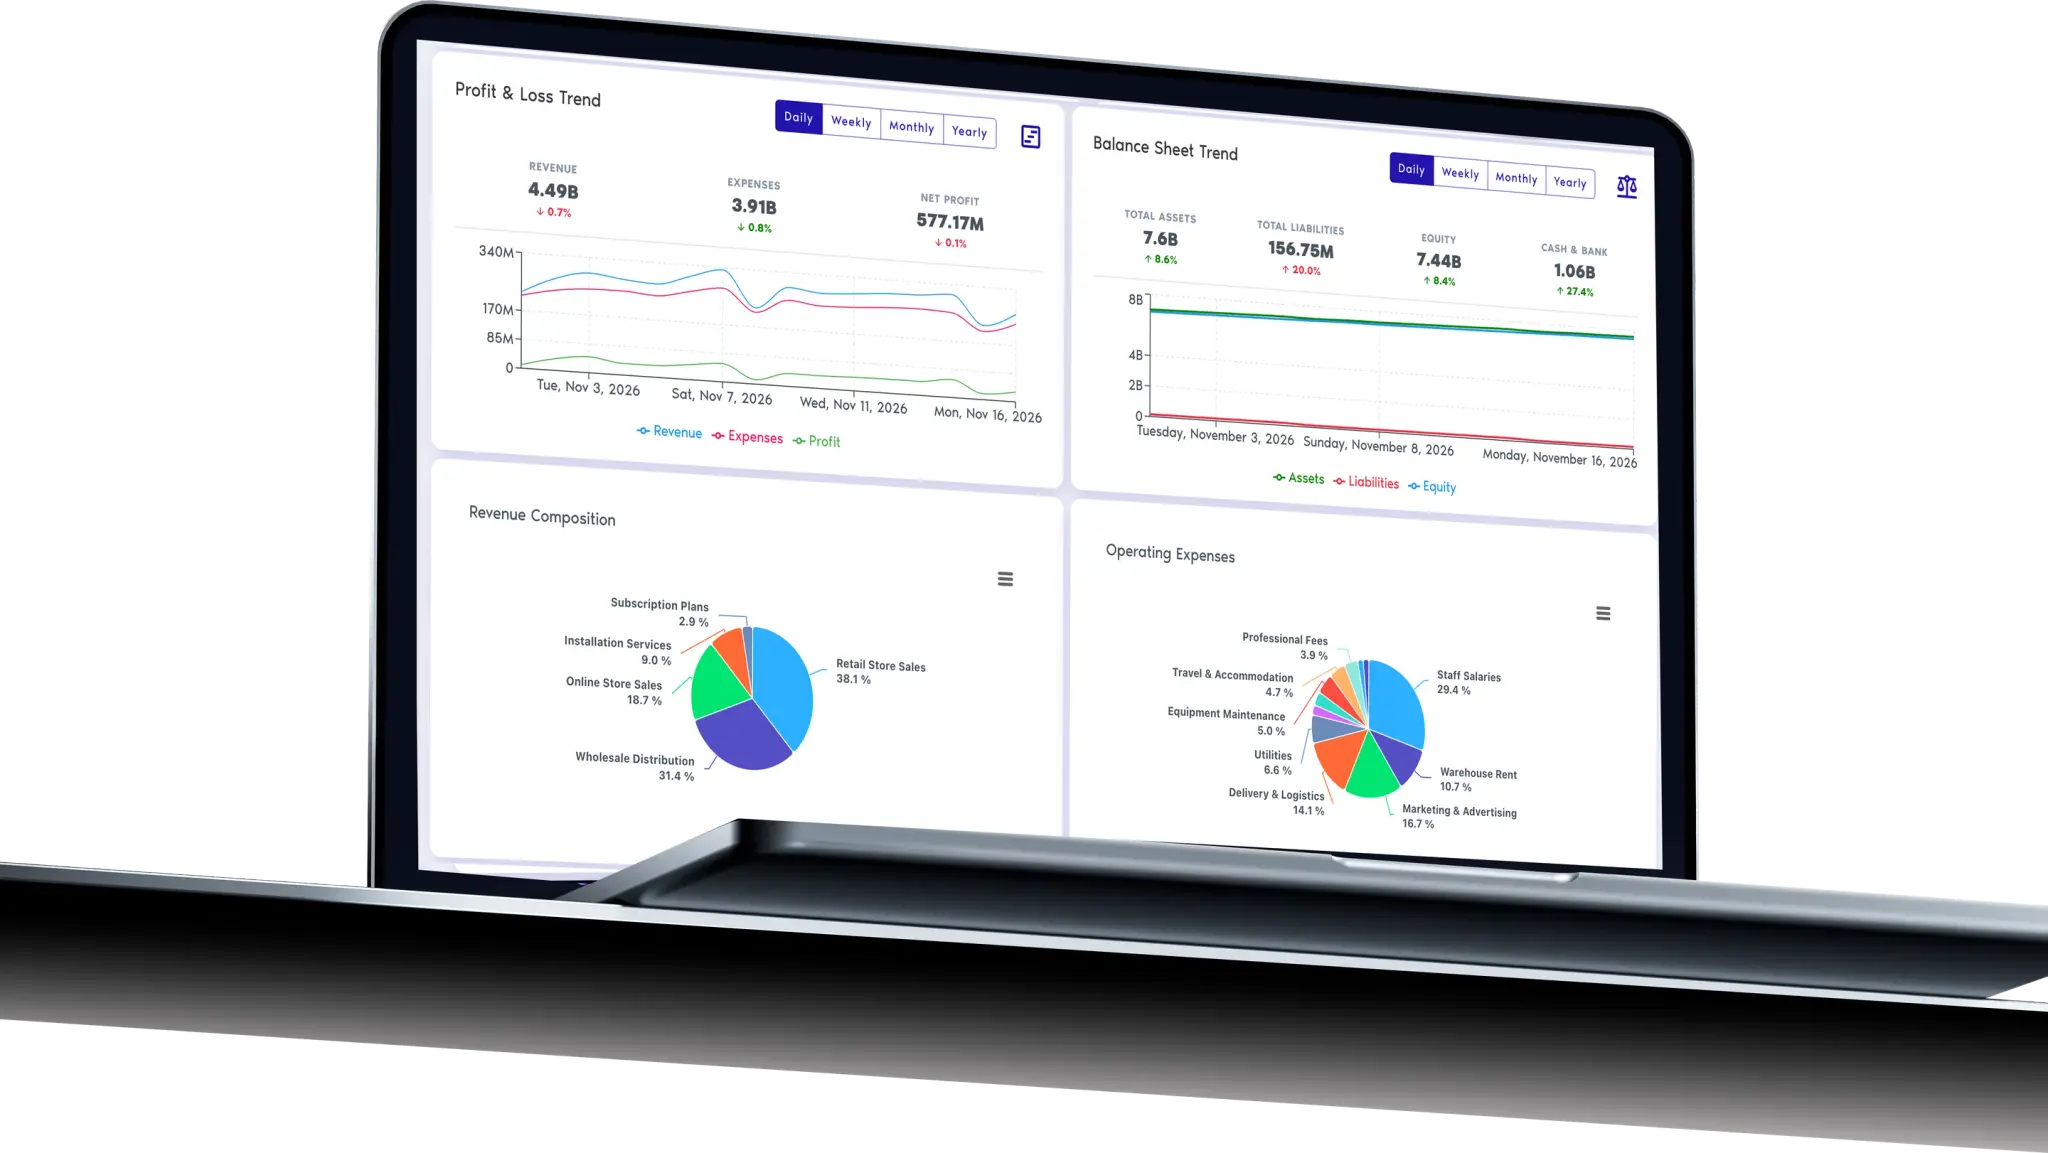 Profit & Loss Trend
Daily
Weekly
Monthly
Yearly
REVENUE
4.49B
↓ 0.7%
EXPENSES
3.91B
↓ 0.8%
NET PROFIT
577.17M
↓ 0.1%
340M
170M
85M
0
Tue, Nov 3, 2026
Sat, Nov 7, 2026
Wed, Nov 11, 2026
Mon, Nov 16, 2026
Revenue
Expenses
Profit
Balance Sheet Trend
Daily
Weekly
Monthly
Yearly
TOTAL ASSETS
7.6B
↑ 8.6%
TOTAL LIABILITIES
156.75M
↑ 20.0%
EQUITY
7.44B
↑ 8.4%
CASH & BANK
1.06B
↑ 27.4%
8B
4B
2B
0
Tuesday, November 3, 2026
Sunday, November 8, 2026
Monday, November 16, 2026
Assets
Liabilities
Equity
Revenue Composition
Subscription Plans
2.9 %
Installation Services
9.0 %
Online Store Sales
18.7 %
Wholesale Distribution
31.4 %
Retail Store Sales
38.1 %
Operating Expenses
Professional Fees
3.9 %
Travel & Accommodation
4.7 %
Equipment Maintenance
5.0 %
Utilities
6.6 %
Delivery & Logistics
14.1 %
Staff Salaries
29.4 %
Warehouse Rent
10.7 %
Marketing & Advertising
16.7 %